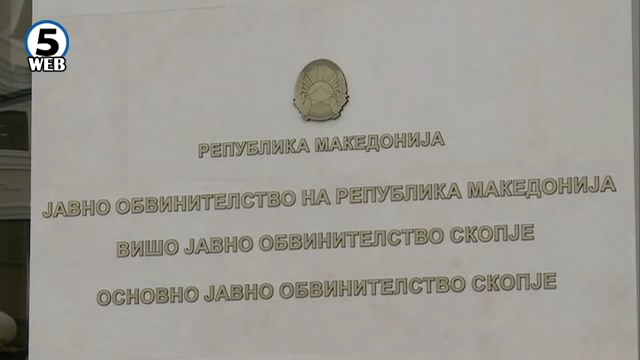 5
WEB
РЕПУБЛИКА МАКЕДОНИЈА
ЈАВНО ОБВИНИТЕЛСТВО НА РЕПУБЛИКА МАКЕДОНИЈА
ВИШО ЈАВНО ОБВИНИТЕЛСТВО СКОПЈЕ
ОСНОВНО ЈАВНО ОБВИНИТЕЛСТВО СКОПЈЕ